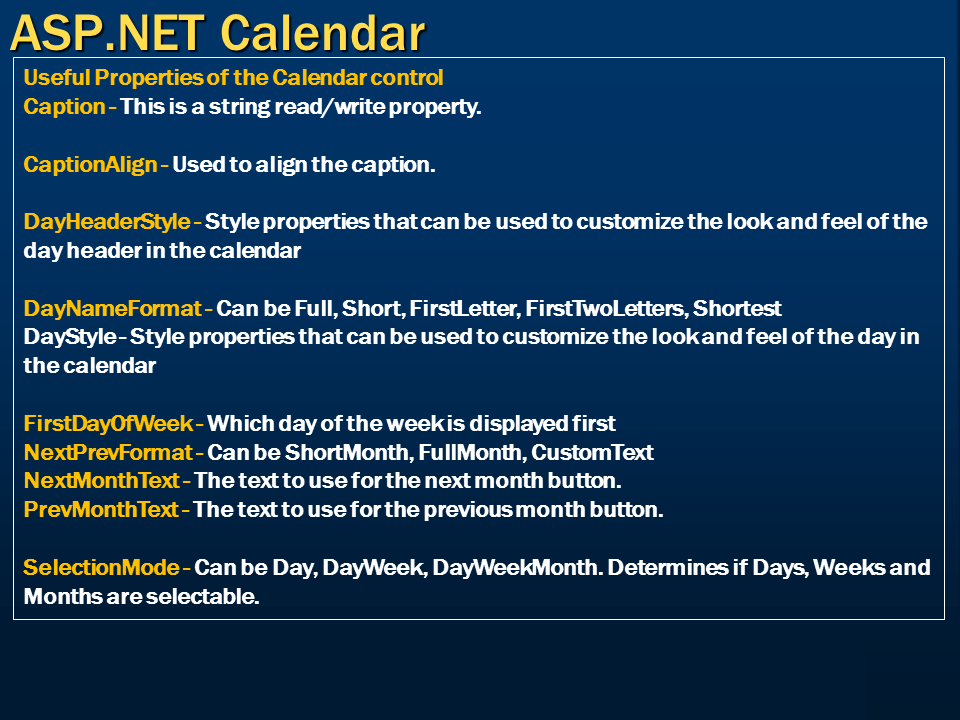 ASP.NET Calendar
Useful Properties of the Calendar control
Caption - This is a string read/write property.
CaptionAlign - Used to align the caption.
DayHeaderStyle - Style properties that can be used to customize the look and feel of the
day header in the calendar
DayNameFormat - Can be Full, Short, FirstLetter, FirstTwoLetters, Shortest
DayStyle - Style properties that can be used to customize the look and feel of the day in
the calendar
FirstDayOfWeek - Which day of the week is displayed first
NextPrevFormat - Can be ShortMonth, FullMonth, CustomText
NextMonthText - The text to use for the next month button.
PrevMonthText - The text to use for the previous month button.
SelectionMode - Can be Day, DayWeek, DayWeekMonth. Determines if Days, Weeks and
Months are selectable.